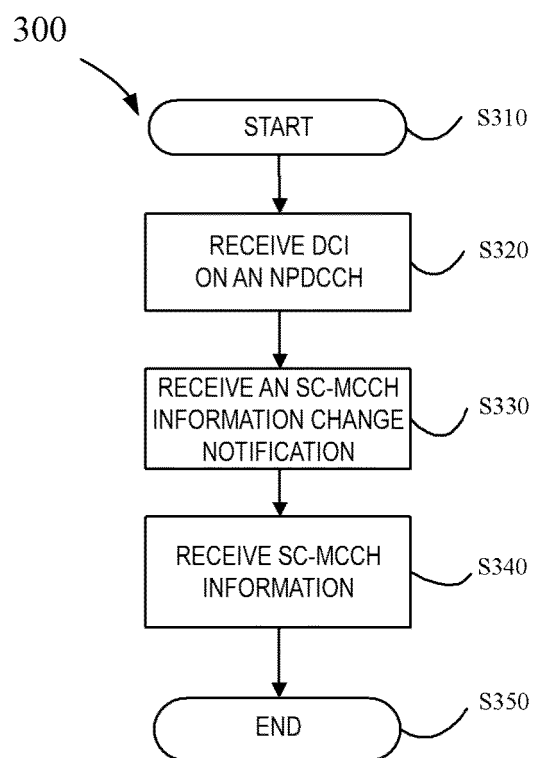 300
START
S310
RECEIVE DCI
ON AN NPDCCH
S320
RECEIVE AN SC-MCCH
INFORMATION CHANGE
NOTIFICATION
S330
RECEIVE SC-MCCH
INFORMATION
S340
END
S350